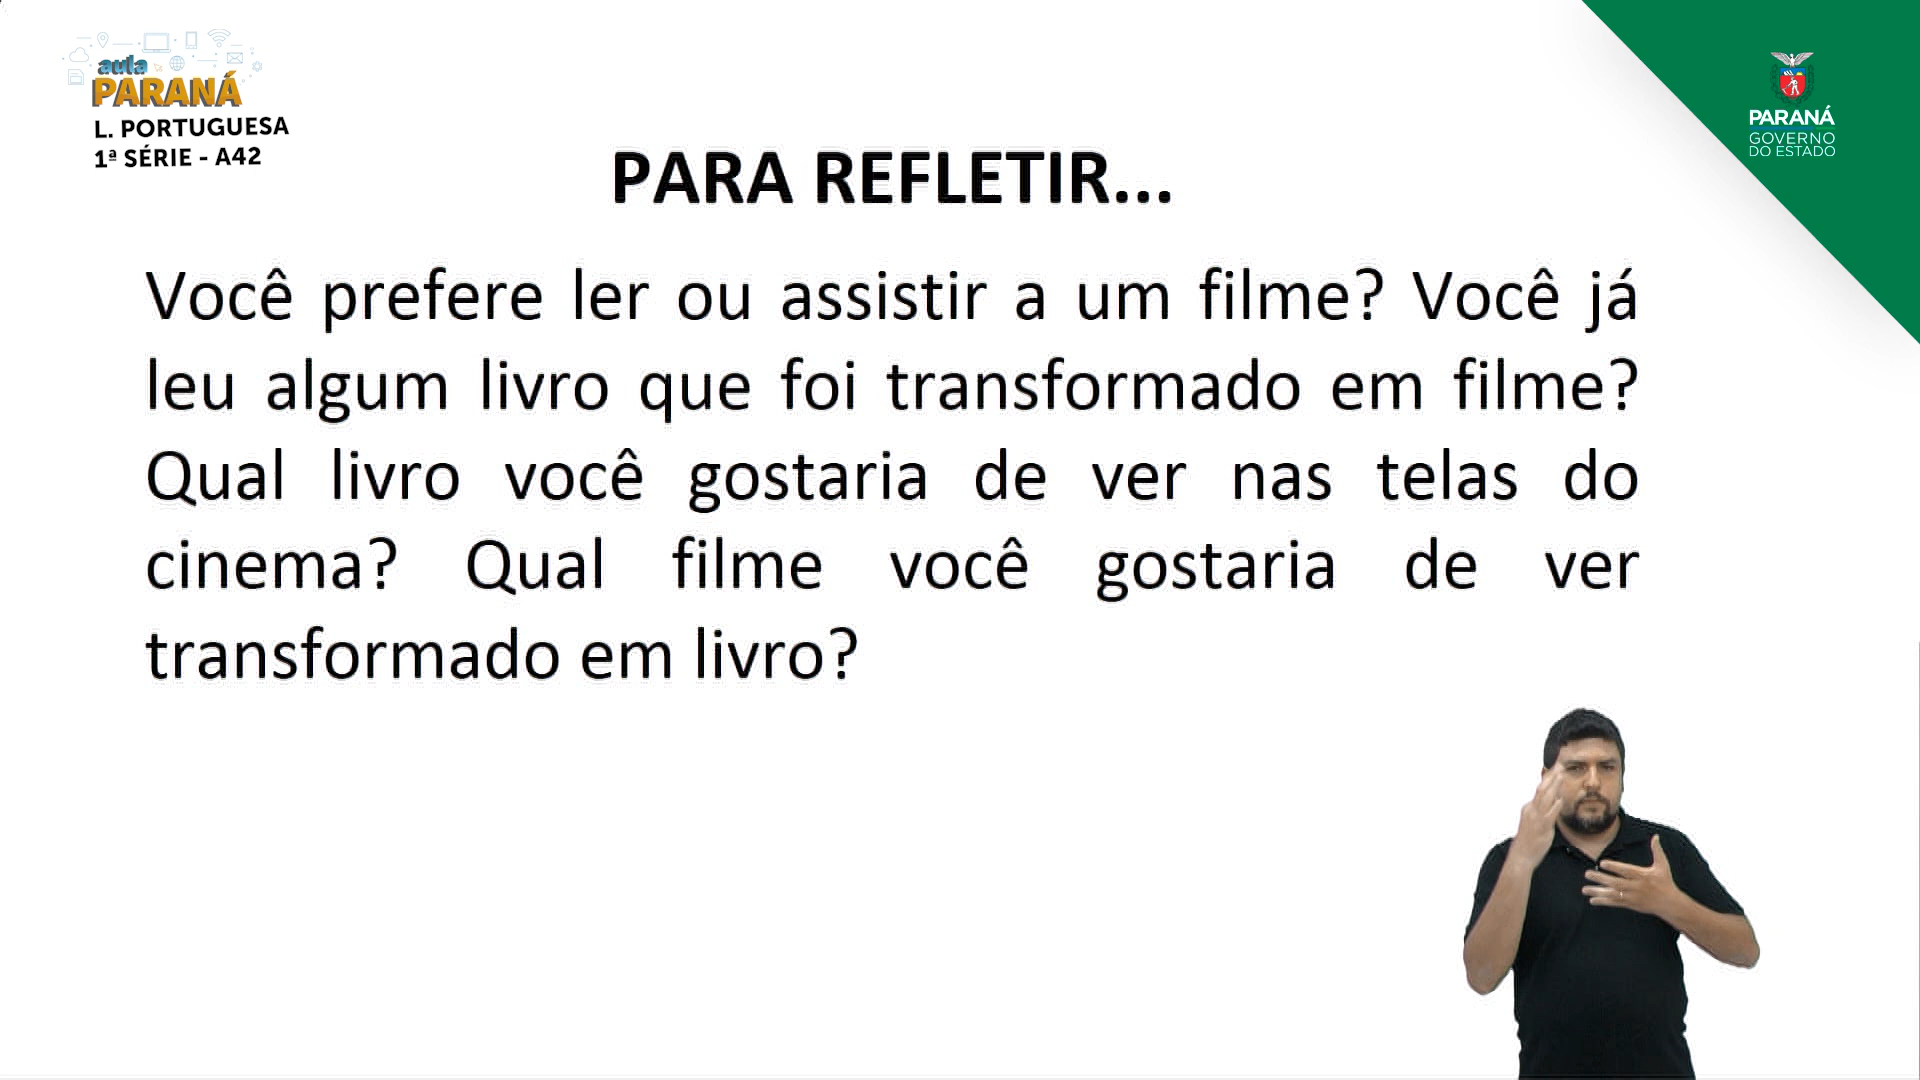 aula
PARANÁ
L. PORTUGUESA
1ª SÉRIE - A42
PARANÁ
GOVERNO
DO ESTADO
PARA REFLETIR...
Você prefere ler ou assistir a um filme? Você já
leu algum livro que foi transformado em filme?
Qual livro você gostaria de ver nas telas do
cinema? Qual filme você gostaria de ver
transformado em livro?